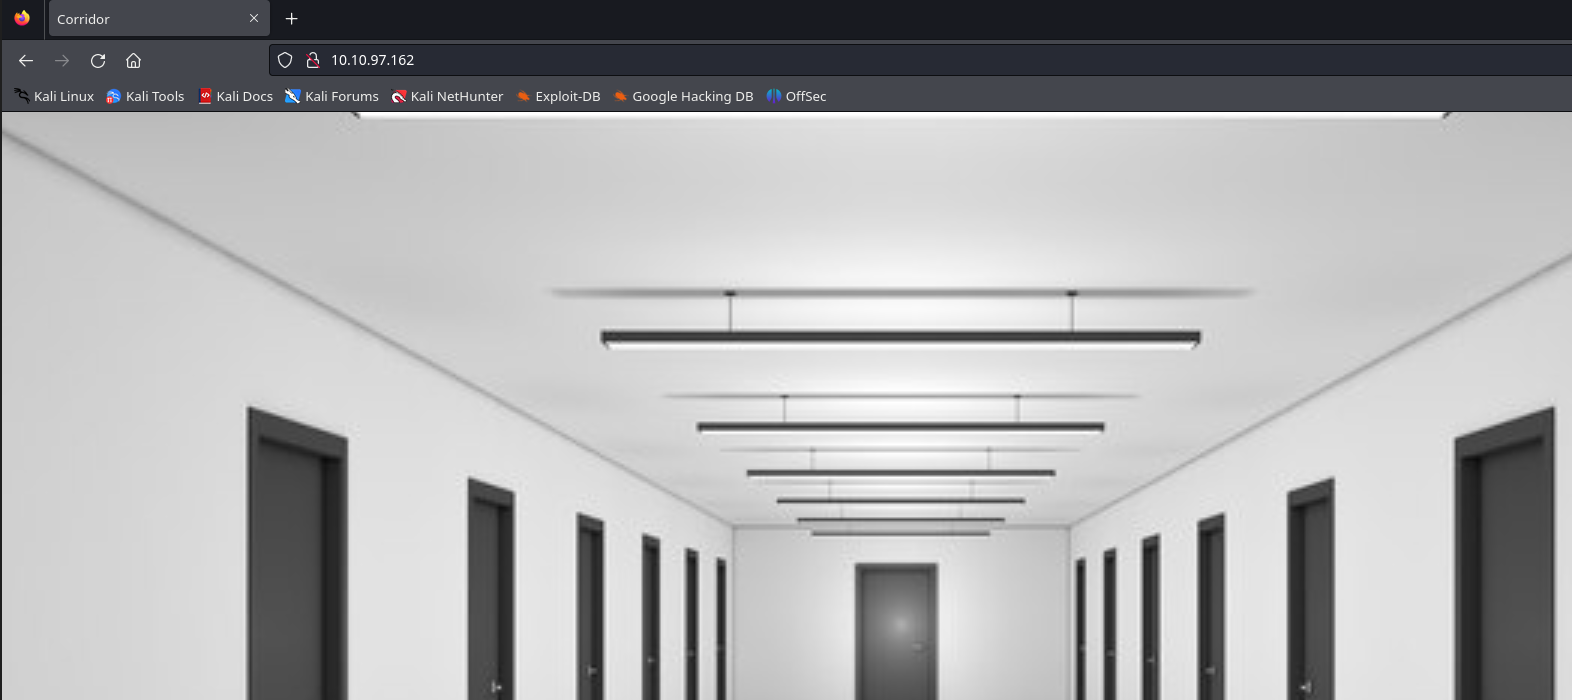 Corridor
10.10.97.162
Kali Linux Kali Tools Kali Docs Kali Forums Kali NetHunter Exploit-DB Google Hacking DB OffSec